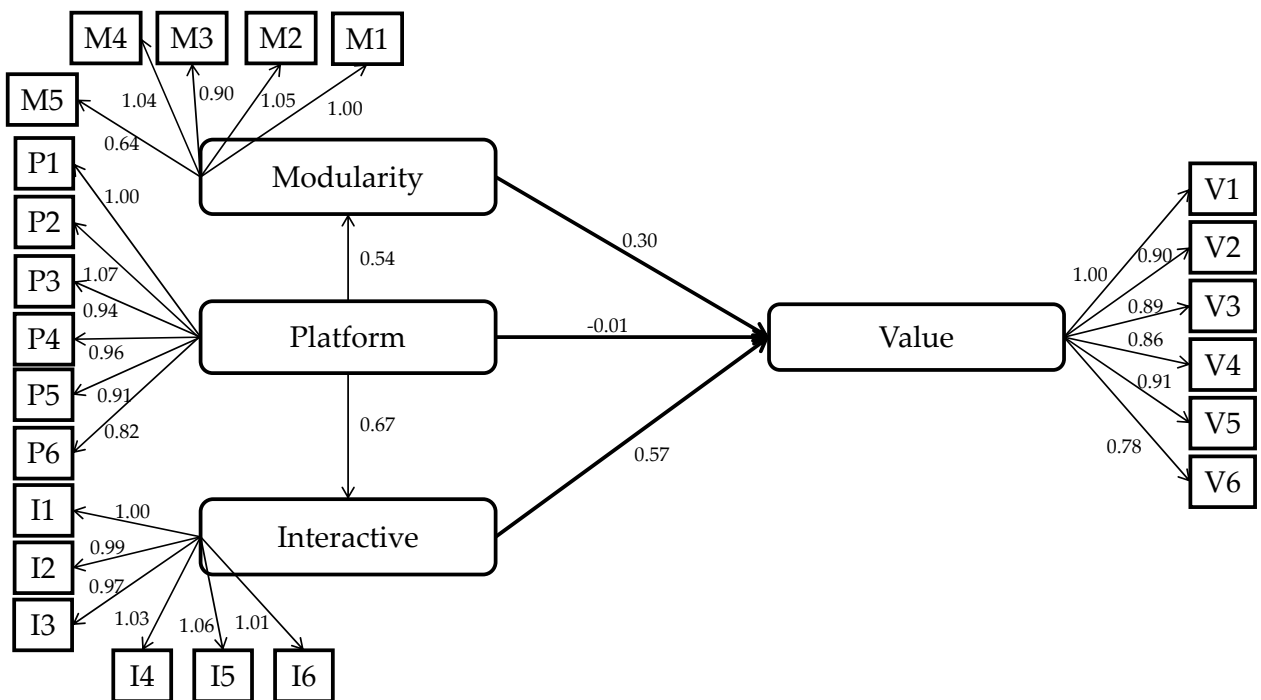 M4
M3
M2
M1
M5
1.04
0.90
1.05
1.00
0.64
P1
P2
P3
P4
P5
P6
1.00
1.07
0.94
0.96
0.91
0.82
Modularity
0.54
Platform
0.67
Interactive
0.30
-0.01
0.57
Value
V1
V2
V3
V4
V5
V6
1.00
0.90
0.89
0.86
0.91
0.78
I1
I2
I3
1.00
0.99
0.97
1.03
1.06
1.01
I4
I5
I6